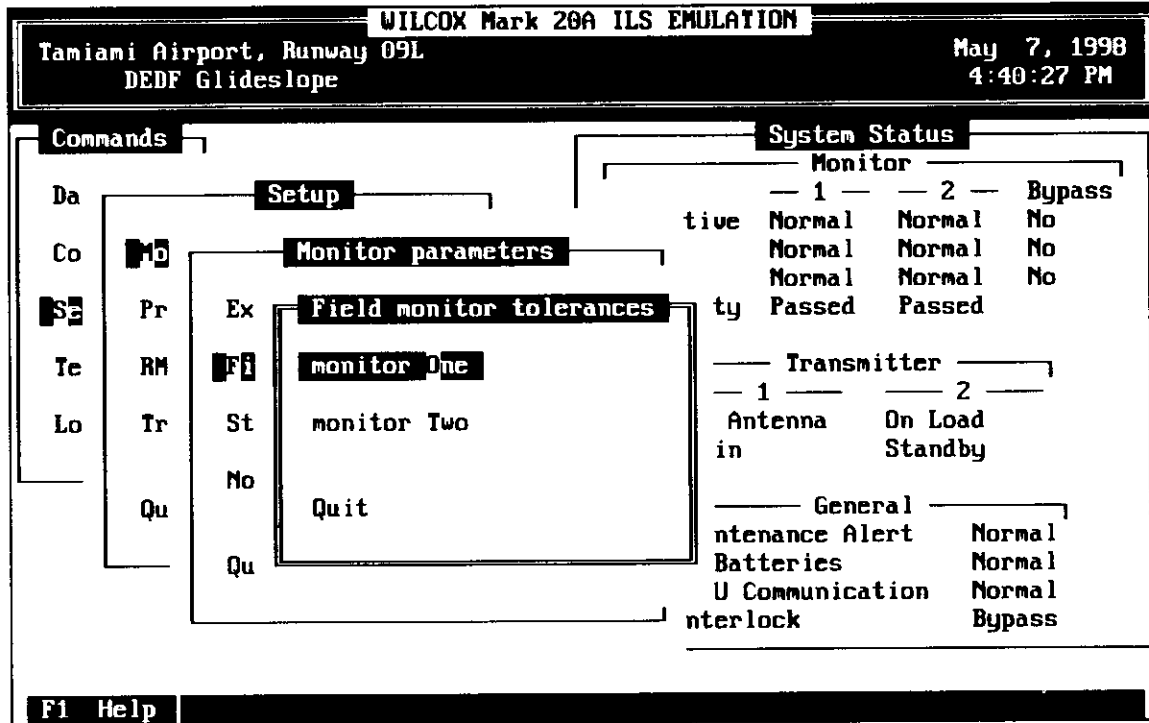 WILCOX Mark 20A ILS EMULATION
Tamiami Airport, Runway 09L
May 7, 1998
DEDF Glideslope
4:40:27 PM
Commands
Da
Co
Se
Te
Lo
Setup
Mo
Pr
RM
Tr
Qu
Monitor parameters
Ex
Fi
St
No
Qu
Field monitor tolerances
monitor One
monitor Two
Quit
System Status
Monitor
1 2 Bypass
tive Normal Normal No
Normal Normal No
Normal Normal No
ty Passed Passed
Transmitter
1 2
Antenna On Load
in Standby
General
ntenance Alert Normal
Batteries Normal
U Communication Normal
nterlock Bypass
F1 Help